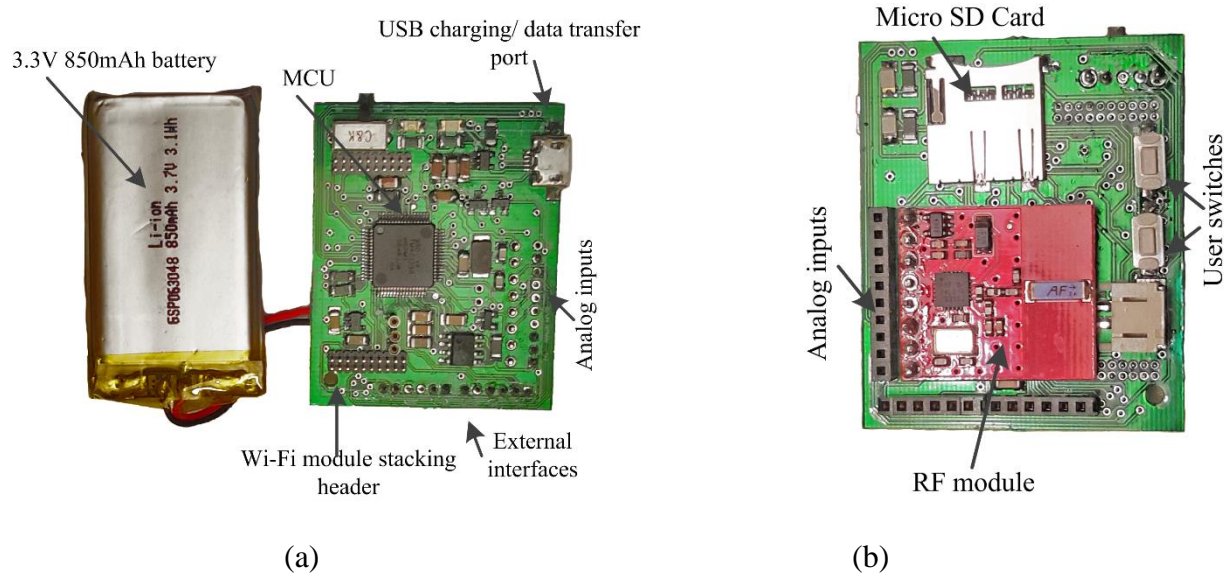 3.3V 850mAh battery
MCU
USB charging/ data transfer
port
Li-ion
GSP063048 850mAh 3.7V 3.1Wh
C&K
Analog inputs
Wi-Fi module stacking
header
External
interfaces
(a)
Micro SD Card
User switches
Analog inputs
RF module
(b)